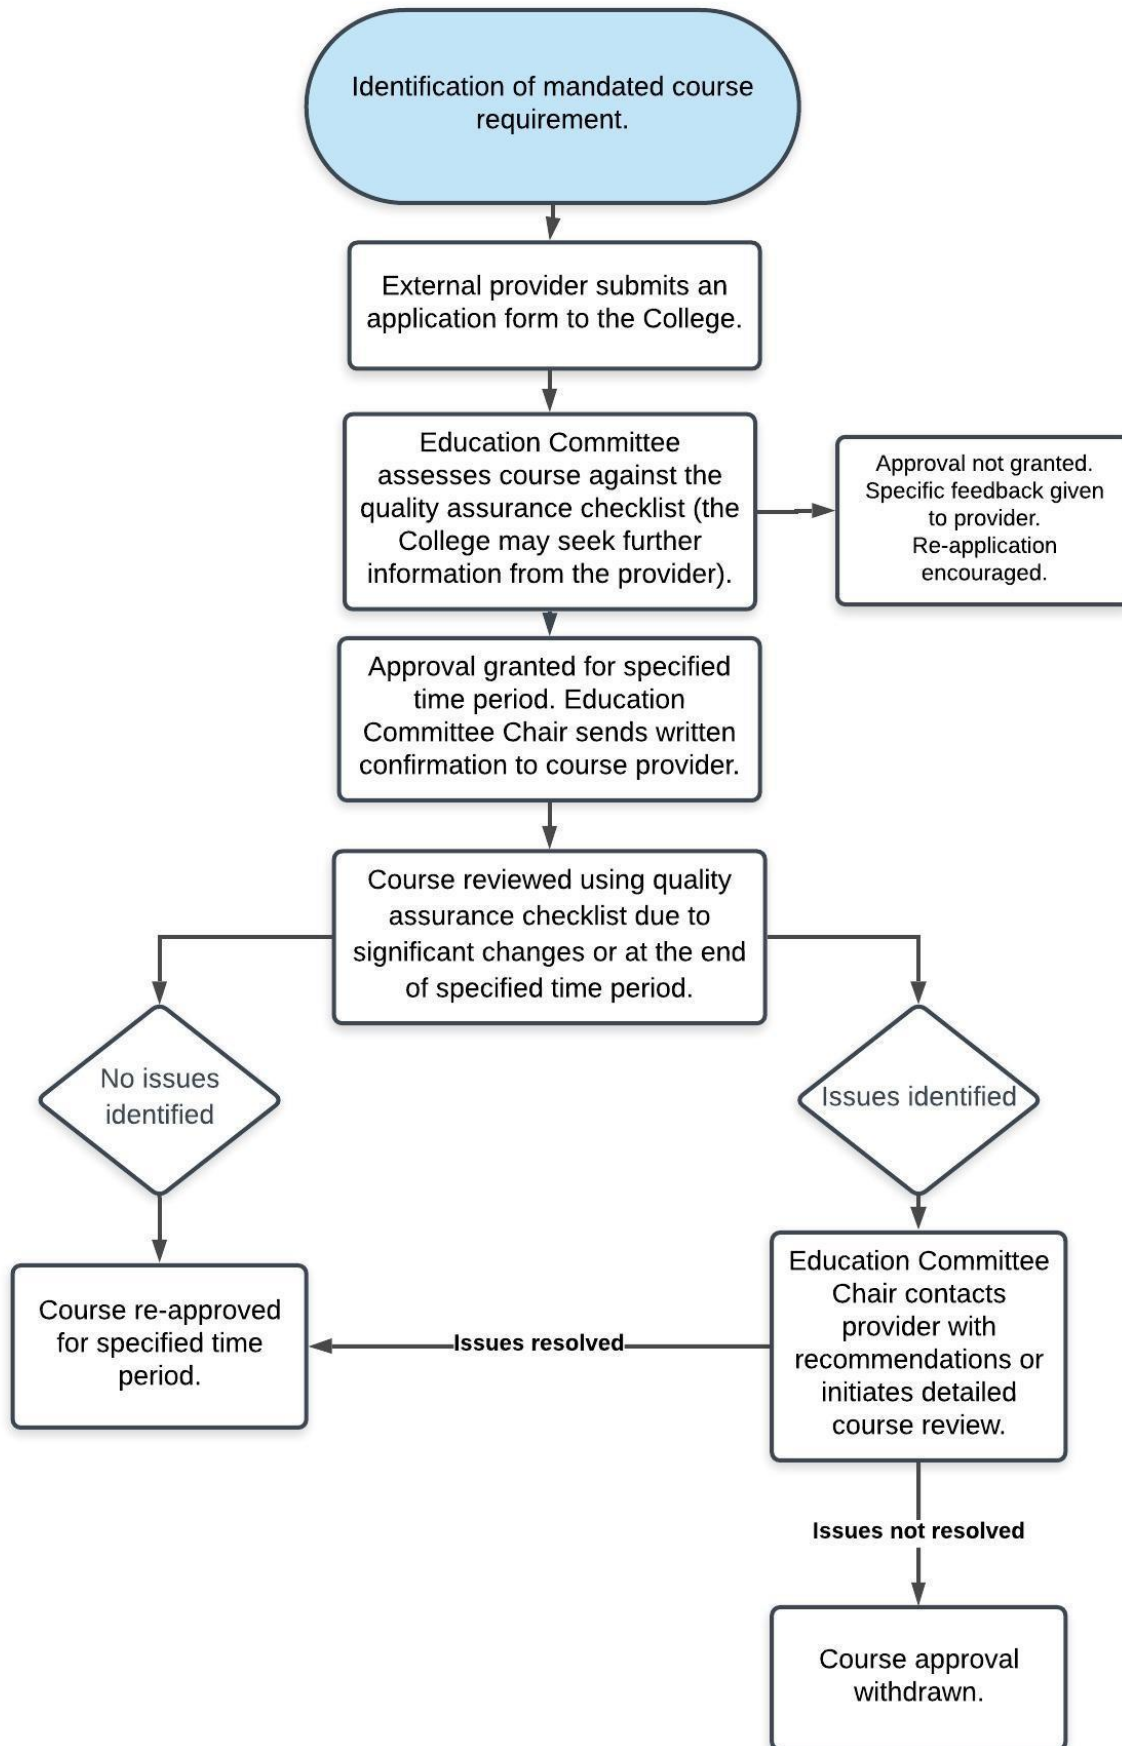 Identification of mandated course
requirement.
External provider submits an
application form to the College.
Education Committee
assesses course against the
quality assurance checklist (the
College may seek further
information from the provider).
Approval not granted.
Specific feedback given
to provider.
Re-application
encouraged.
Approval granted for specified
time period. Education
Committee Chair sends written
confirmation to course provider.
Course reviewed using quality
assurance checklist due to
significant changes or at the end
of specified time period.
No issues
identified
Issues identified
Course re-approved
for specified time
period.
Issues resolved
Education Committee
Chair contacts
provider with
recommendations or
initiates detailed
course review.
Issues not resolved
Course approval
withdrawn.